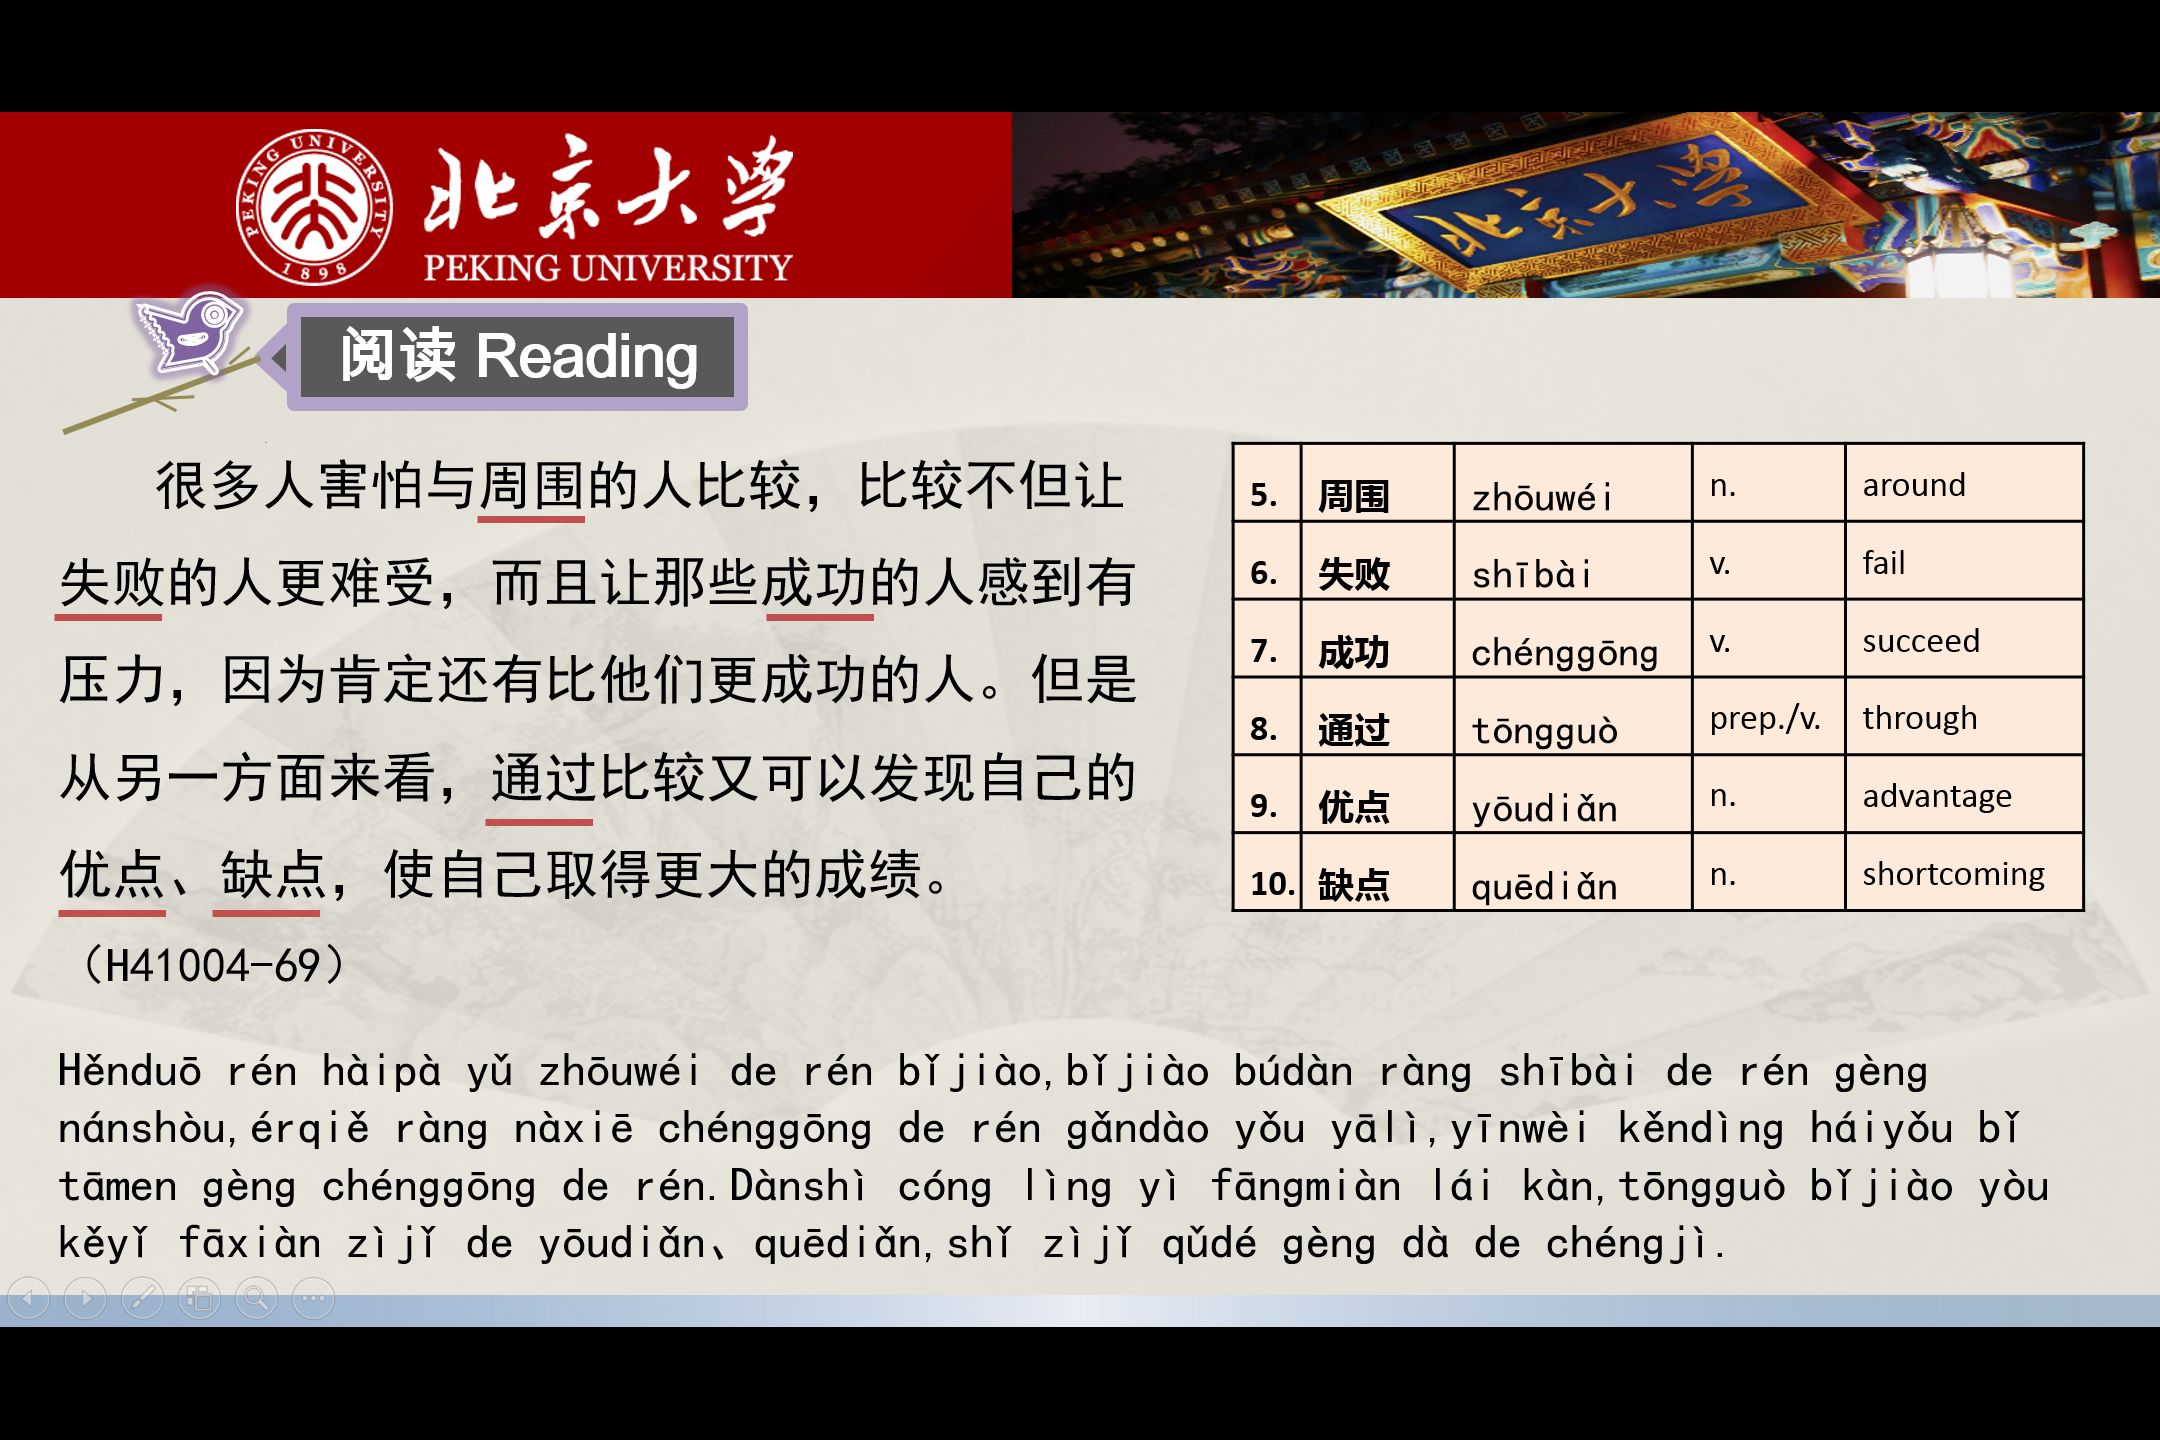 PEKING UNIVERSITY
1898
北京大学
PEKING UNIVERSITY
北京大学
阅读 Reading
很多人害怕与周围的人比较，比较不但让
失败的人更难受，而且让那些成功的人感到有
压力，因为肯定还有比他们更成功的人。但是
从另一方面来看，通过比较又可以发现自己的
优点、缺点，使自己取得更大的成绩。
（H41004-69）
5. 周围 zhōuwéi n. around
6. 失败 shībài v. fail
7. 成功 chénggōng v. succeed
8. 通过 tōngguò prep./v. through
9. 优点 yōudiǎn n. advantage
10. 缺点 quēdiǎn n. shortcoming
Hěnduō rén hàipà yǔ zhōuwéi de rén bǐjiào,bǐjiào búdàn ràng shībài de rén gèng
nánshòu,érqiě ràng nàxiē chénggōng de rén gǎndào yǒu yālì,yīnwèi kěndìng háiyǒu bǐ
tāmen gèng chénggōng de rén.Dànshì cóng lìng yì fāngmiàn lái kàn,tōngguò bǐjiào yòu
kěyǐ fāxiàn zìjǐ de yōudiǎn、quēdiǎn,shǐ zìjǐ qǔdé gèng dà de chéngjì.